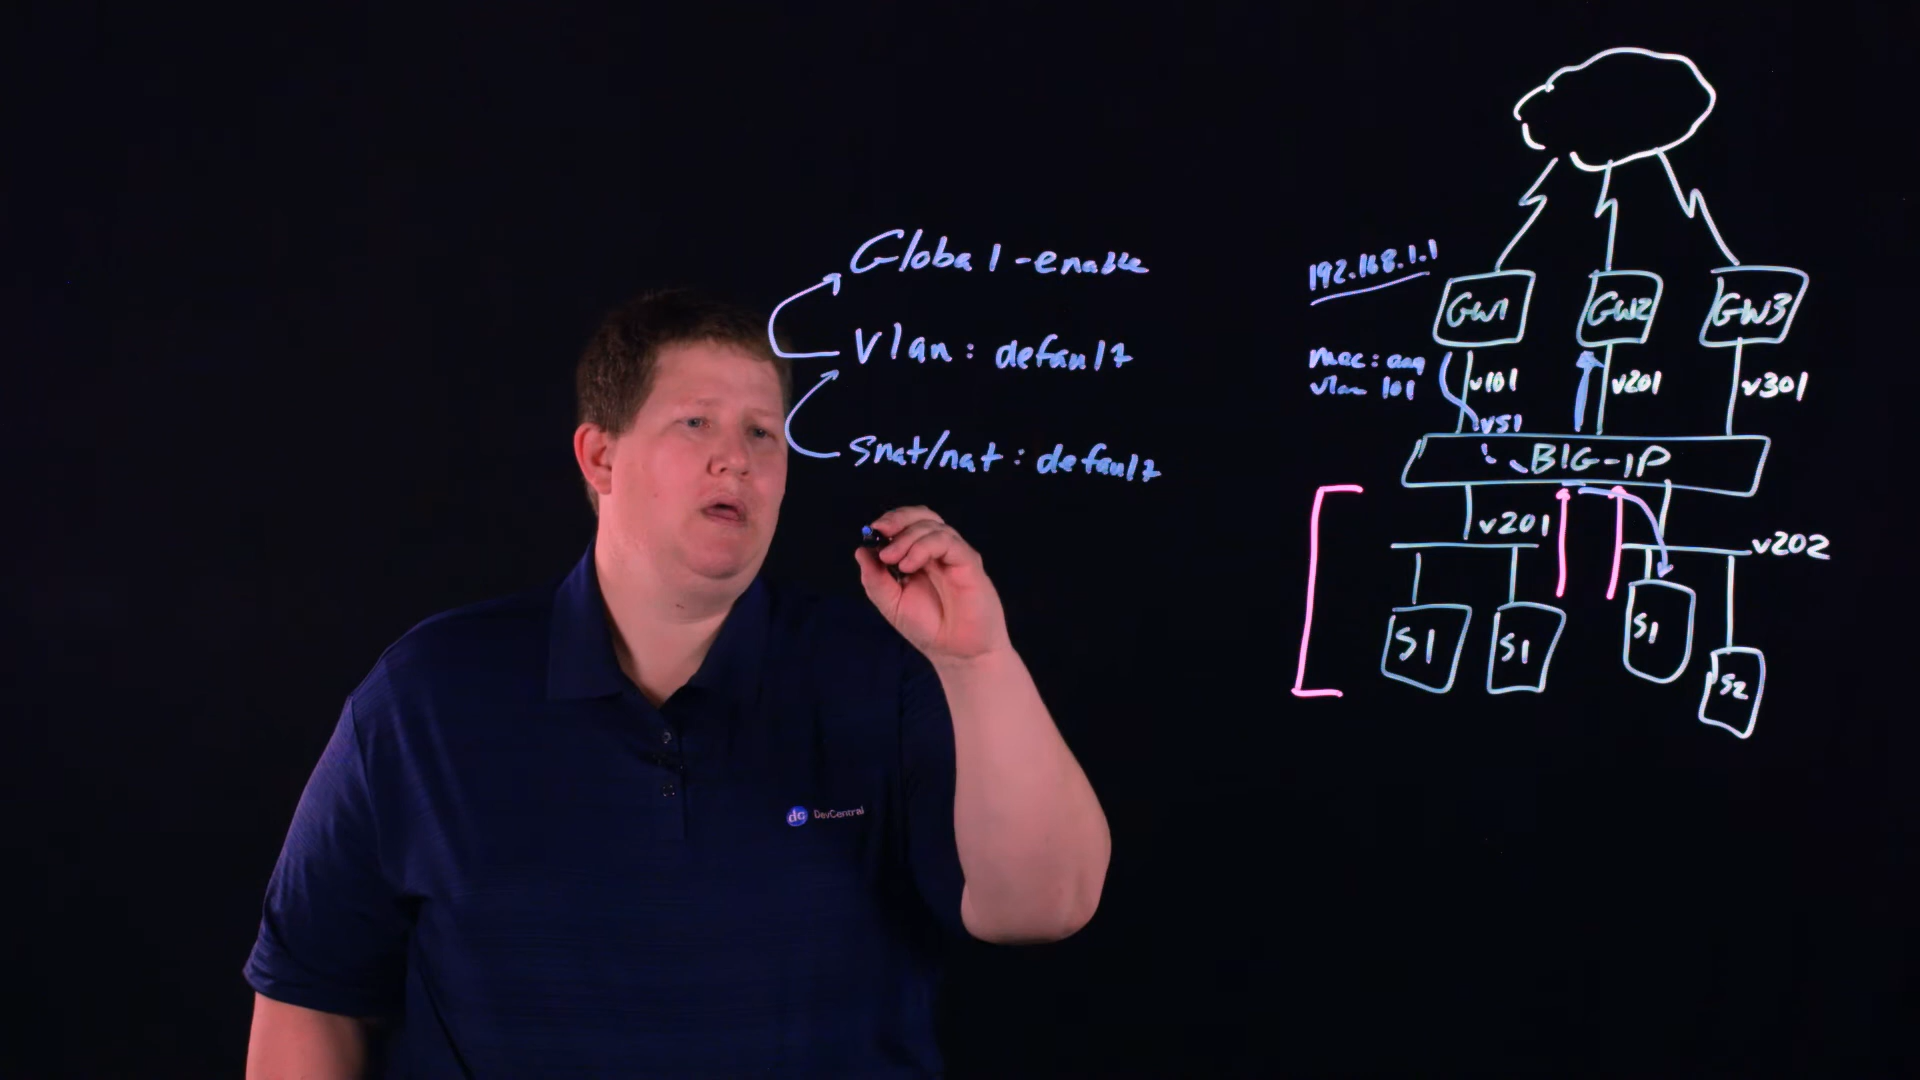 Global-enable
Vlan: default
snat/nat: default
192.168.1.1
GW1
GW2
GW3
mac: aaa
vlan 101
v101
v201
v301
VS1
BIG-IP
v201
v202
S1
S1
S1
S2
dc DevCentral